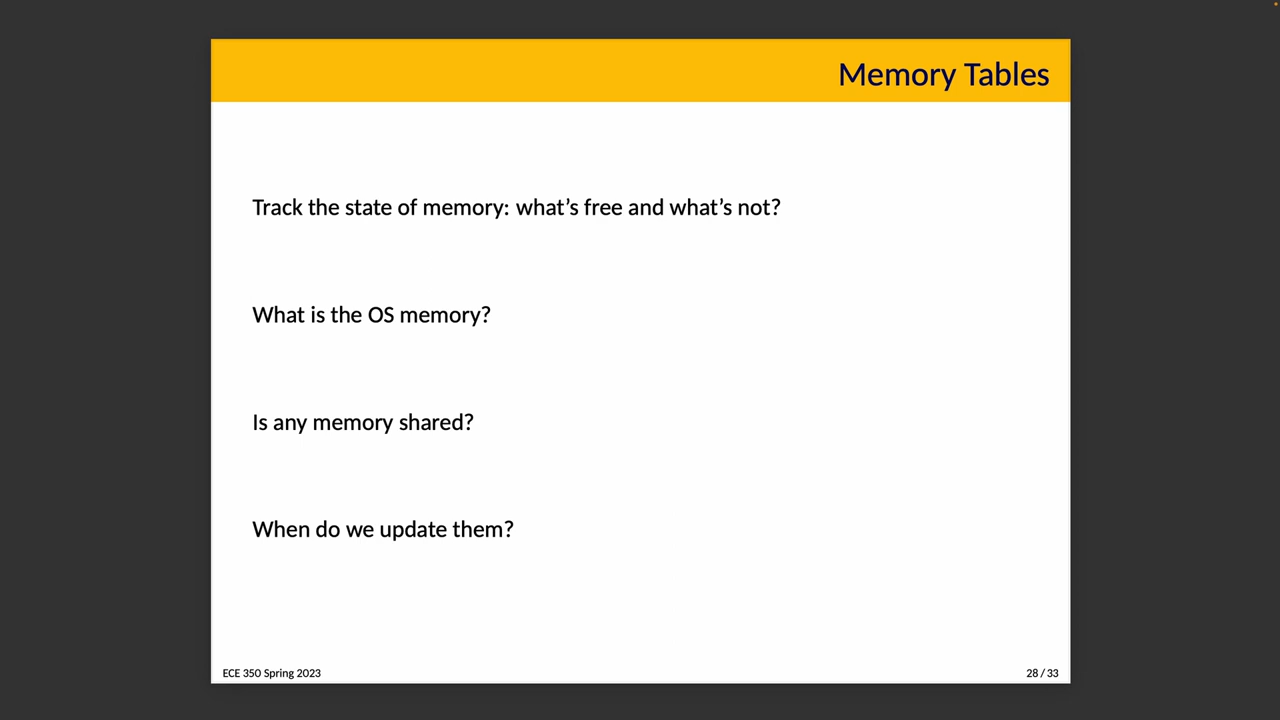 Memory Tables
Track the state of memory: what’s free and what’s not?
What is the OS memory?
Is any memory shared?
When do we update them?
ECE 350 Spring 2023
28 / 33